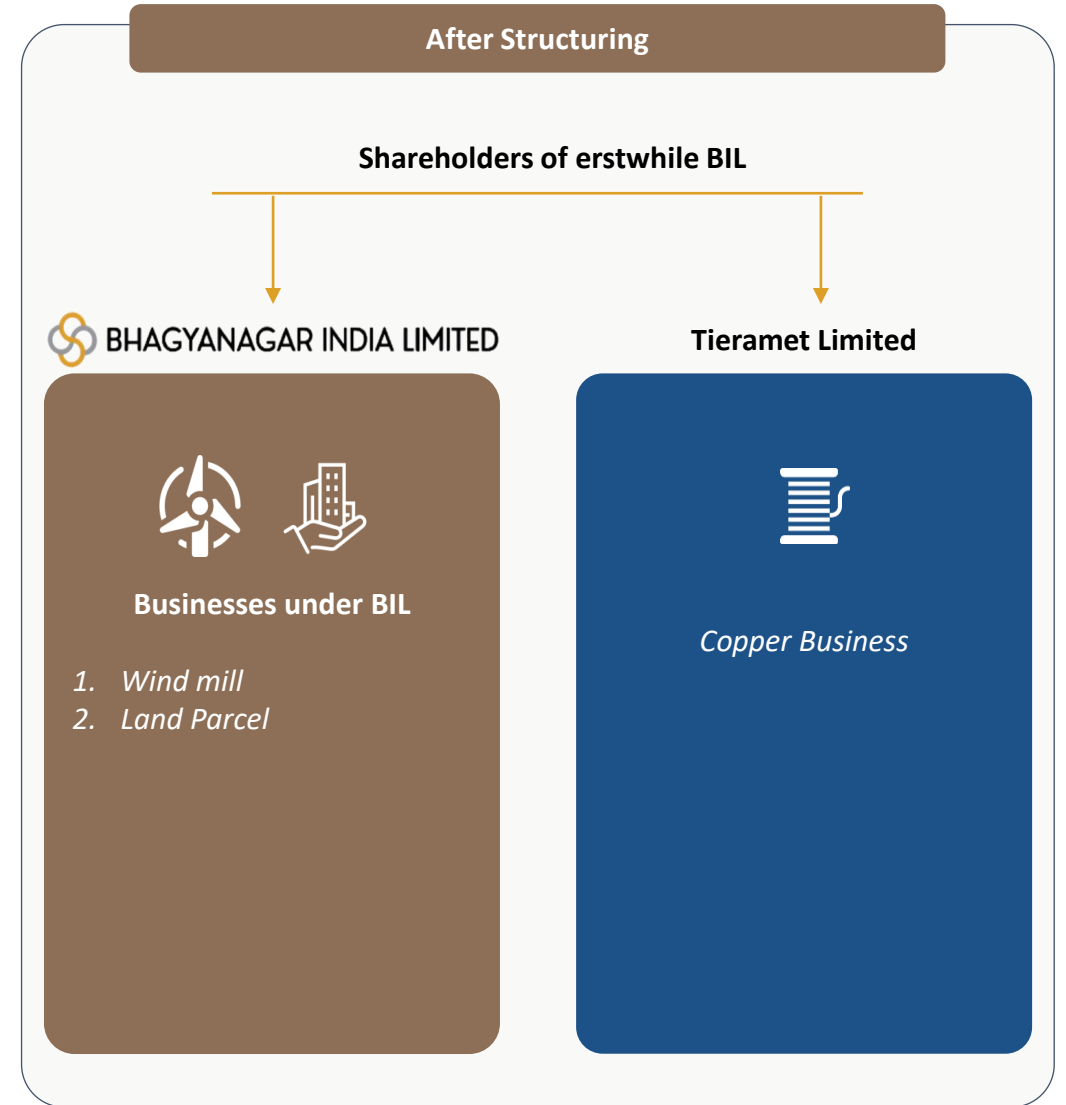 After Structuring
Shareholders of erstwhile BIL
BHAGYANAGAR INDIA LIMITED
Tieramet Limited
Businesses under BIL
1. Wind mill
2. Land Parcel
Copper Business